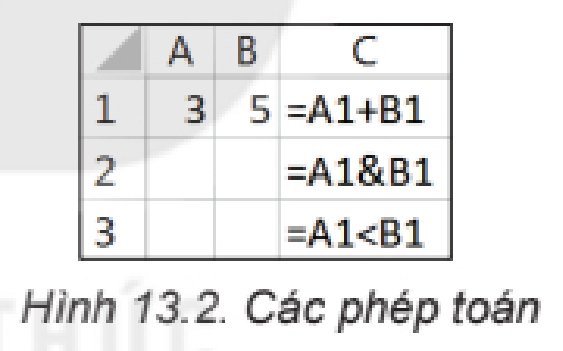 A B C
1 3 5 =A1+B1
2 =A1&B1
3 =A1<B1
Hình 13.2. Các phép toán